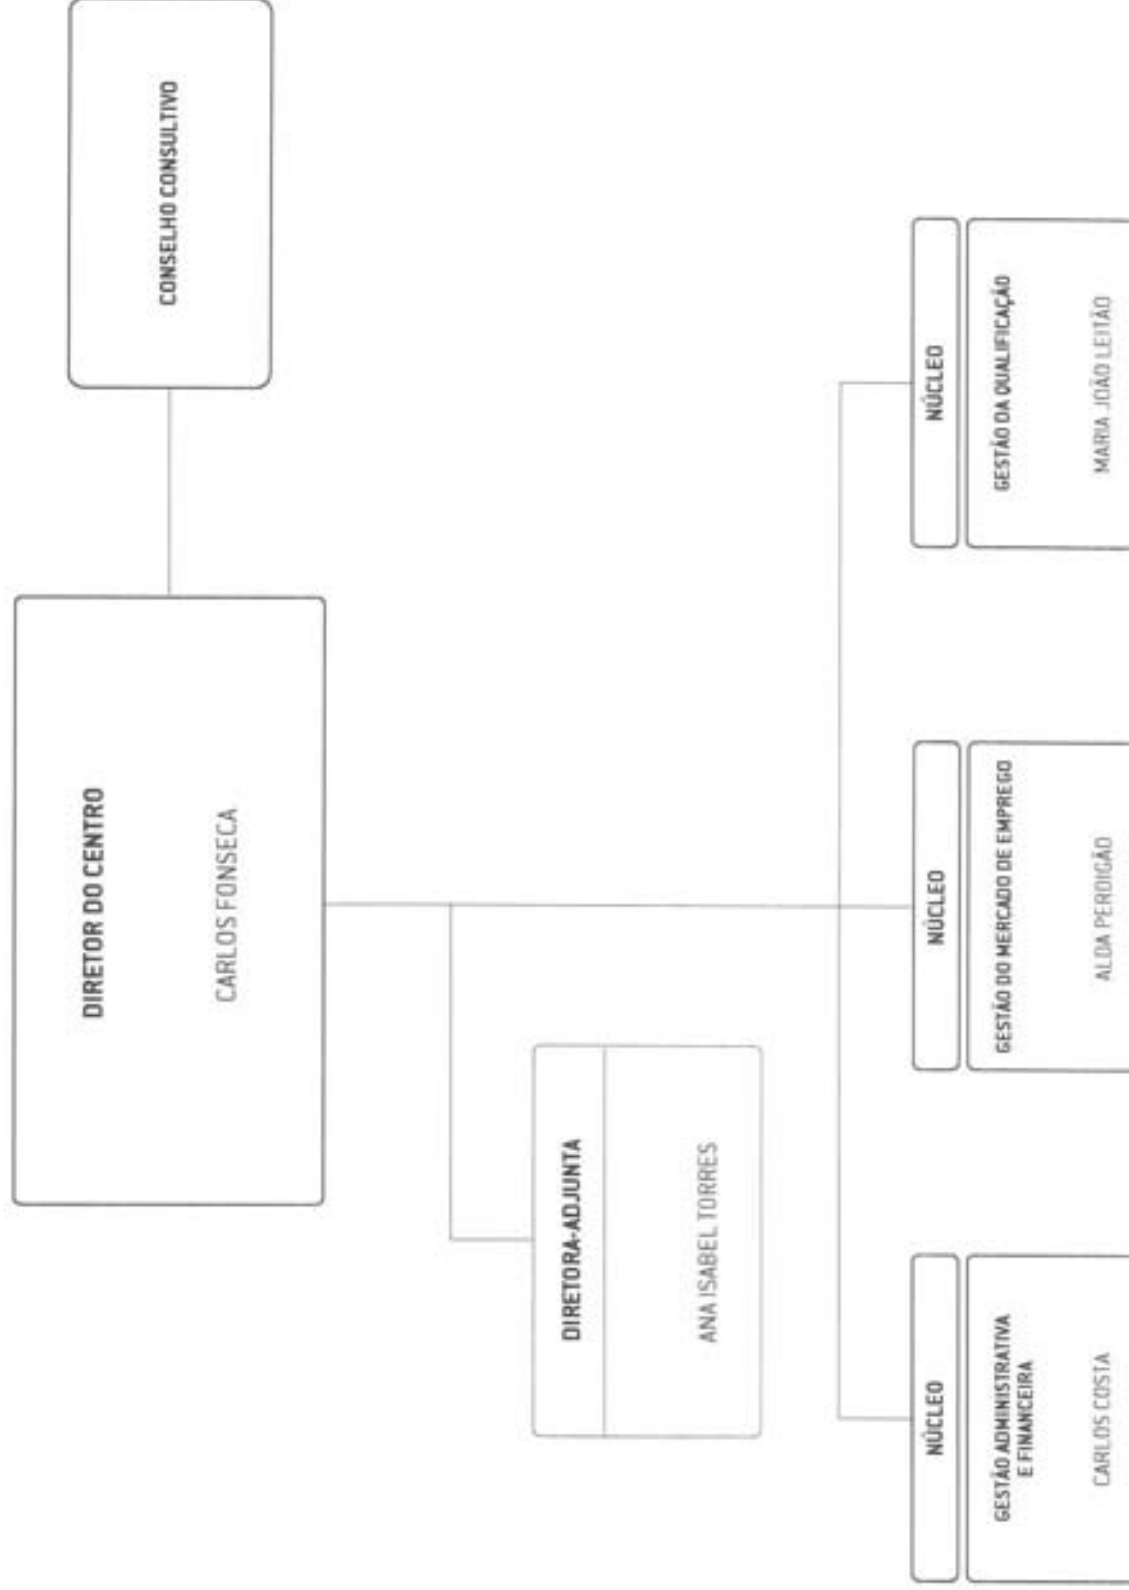 CONSELHO CONSULTIVO
DIRETOR DO CENTRO
CARLOS FONSECA
DIRETORA-ADJUNTA
ANA ISABEL TORRES
NÚCLEO
GESTÃO ADMINISTRATIVA
E FINANCEIRA
CARLOS COSTA
NÚCLEO
GESTÃO DO MERCADO DE EMPREGO
ALDA PERDIGÃO
NÚCLEO
GESTÃO DA QUALIFICAÇÃO
MARIA JOÃO LEITÃO